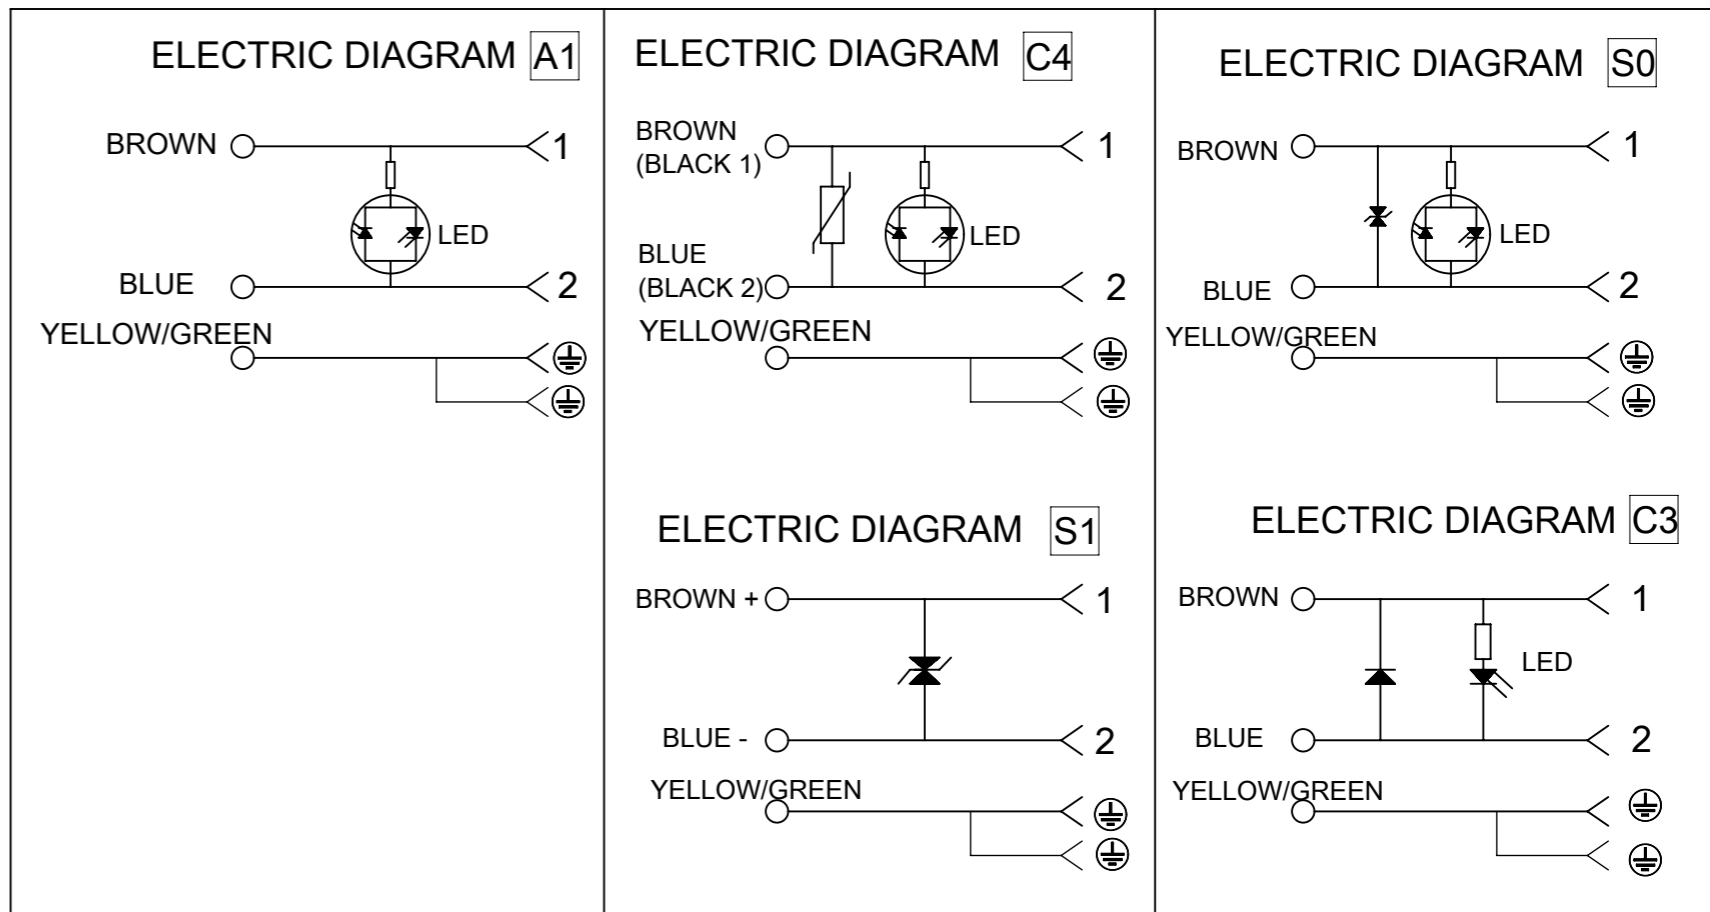 ELECTRIC DIAGRAM A1
BROWN
1
LED
BLUE
2
YELLOW/GREEN
ELECTRIC DIAGRAM C4
BROWN
(BLACK 1)
1
LED
BLUE
(BLACK 2)
2
YELLOW/GREEN
ELECTRIC DIAGRAM S0
BROWN
1
LED
BLUE
2
YELLOW/GREEN
ELECTRIC DIAGRAM S1
BROWN +
1
BLUE -
2
YELLOW/GREEN
ELECTRIC DIAGRAM C3
BROWN
1
LED
BLUE
2
YELLOW/GREEN